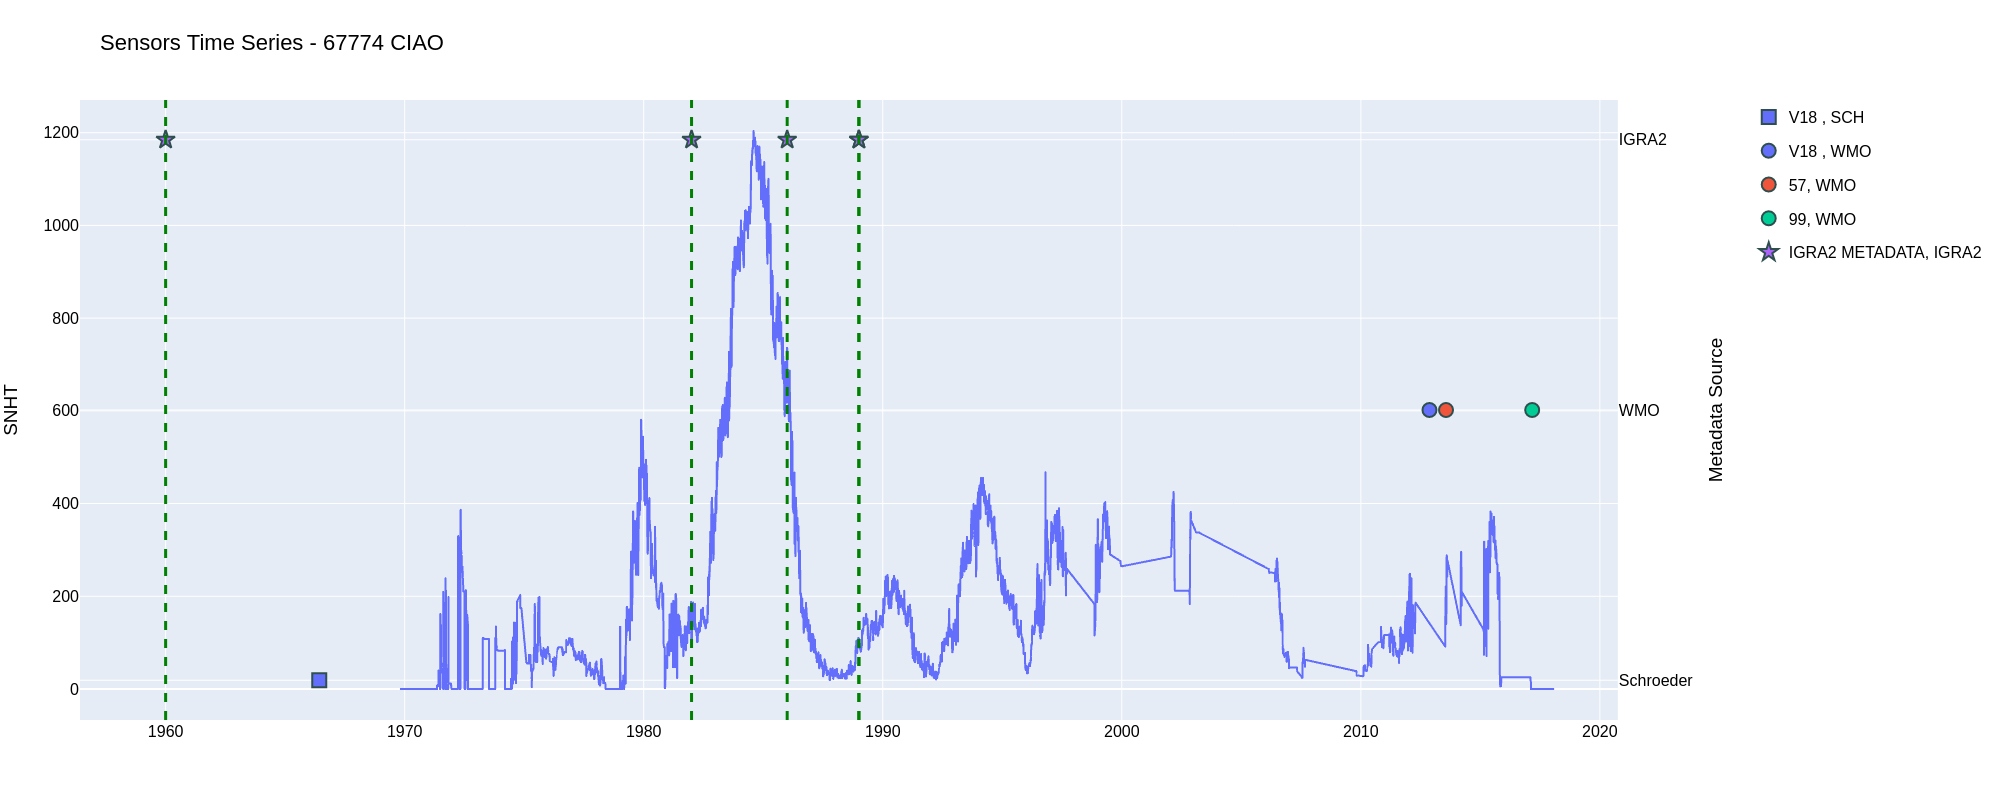 Sensors Time Series - 67774 CIAO
SNHT
1200
1000
800
600
400
200
0
1960
1970
1980
1990
2000
2010
2020
IGRA2
WMO
Schroeder
Metadata Source
V18 , SCH
V18 , WMO
57, WMO
99, WMO
IGRA2 METADATA, IGRA2